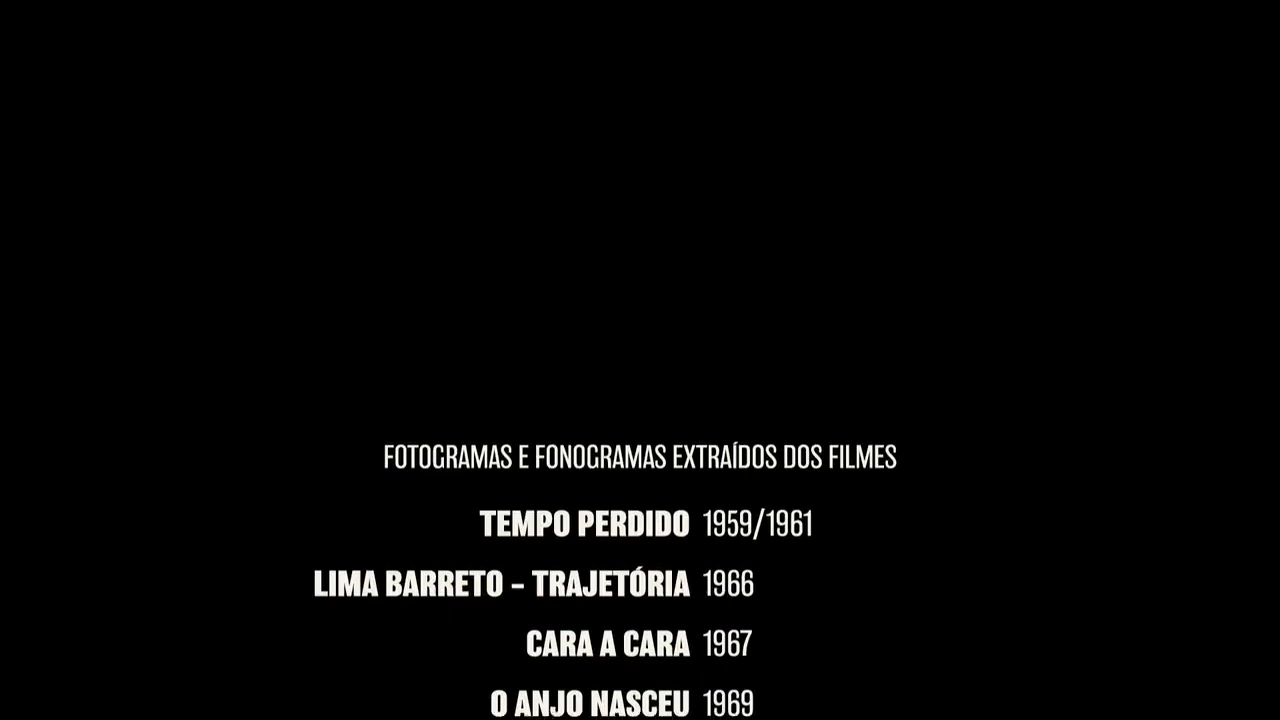 FOTOGRAMAS E FONOGRAMAS EXTRAÍDOS DOS FILMES
TEMPO PERDIDO 1959/1961
LIMA BARRETO – TRAJETÓRIA 1966
CARA A CARA 1967
O ANJO NASCEU 1969